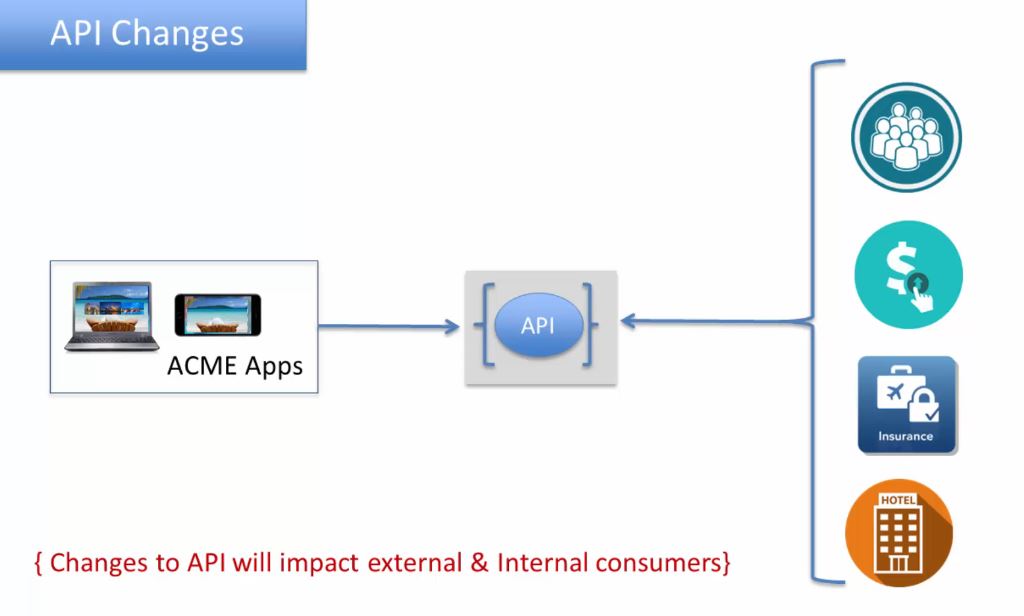 API Changes
ACME Apps
API
Insurance
HOTEL
{ Changes to API will impact external & Internal consumers}